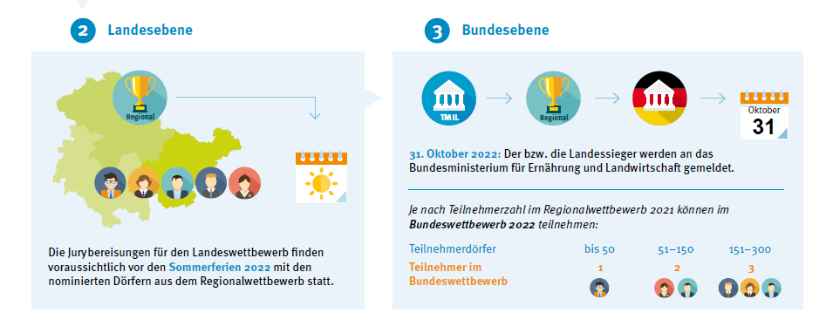 2 Landesebene
Regional
Die Jurybereisungen für den Landeswettbewerb finden
voraussichtlich vor den Sommerferien 2022 mit den
nominierten Dörfern aus dem Regionalwettbewerb statt.
3 Bundesebene
TMIL
Regional
Oktober
31
31. Oktober 2022: Der bzw. die Landessieger werden an das
Bundesministerium für Ernährung und Landwirtschaft gemeldet.
Je nach Teilnehmerzahl im Regionalwettbewerb 2021 können im
Bundeswettbewerb 2022 teilnehmen:
Teilnehmerdörfer bis 50 51–150 151–300
Teilnehmer im 1 2 3
Bundeswettbewerb